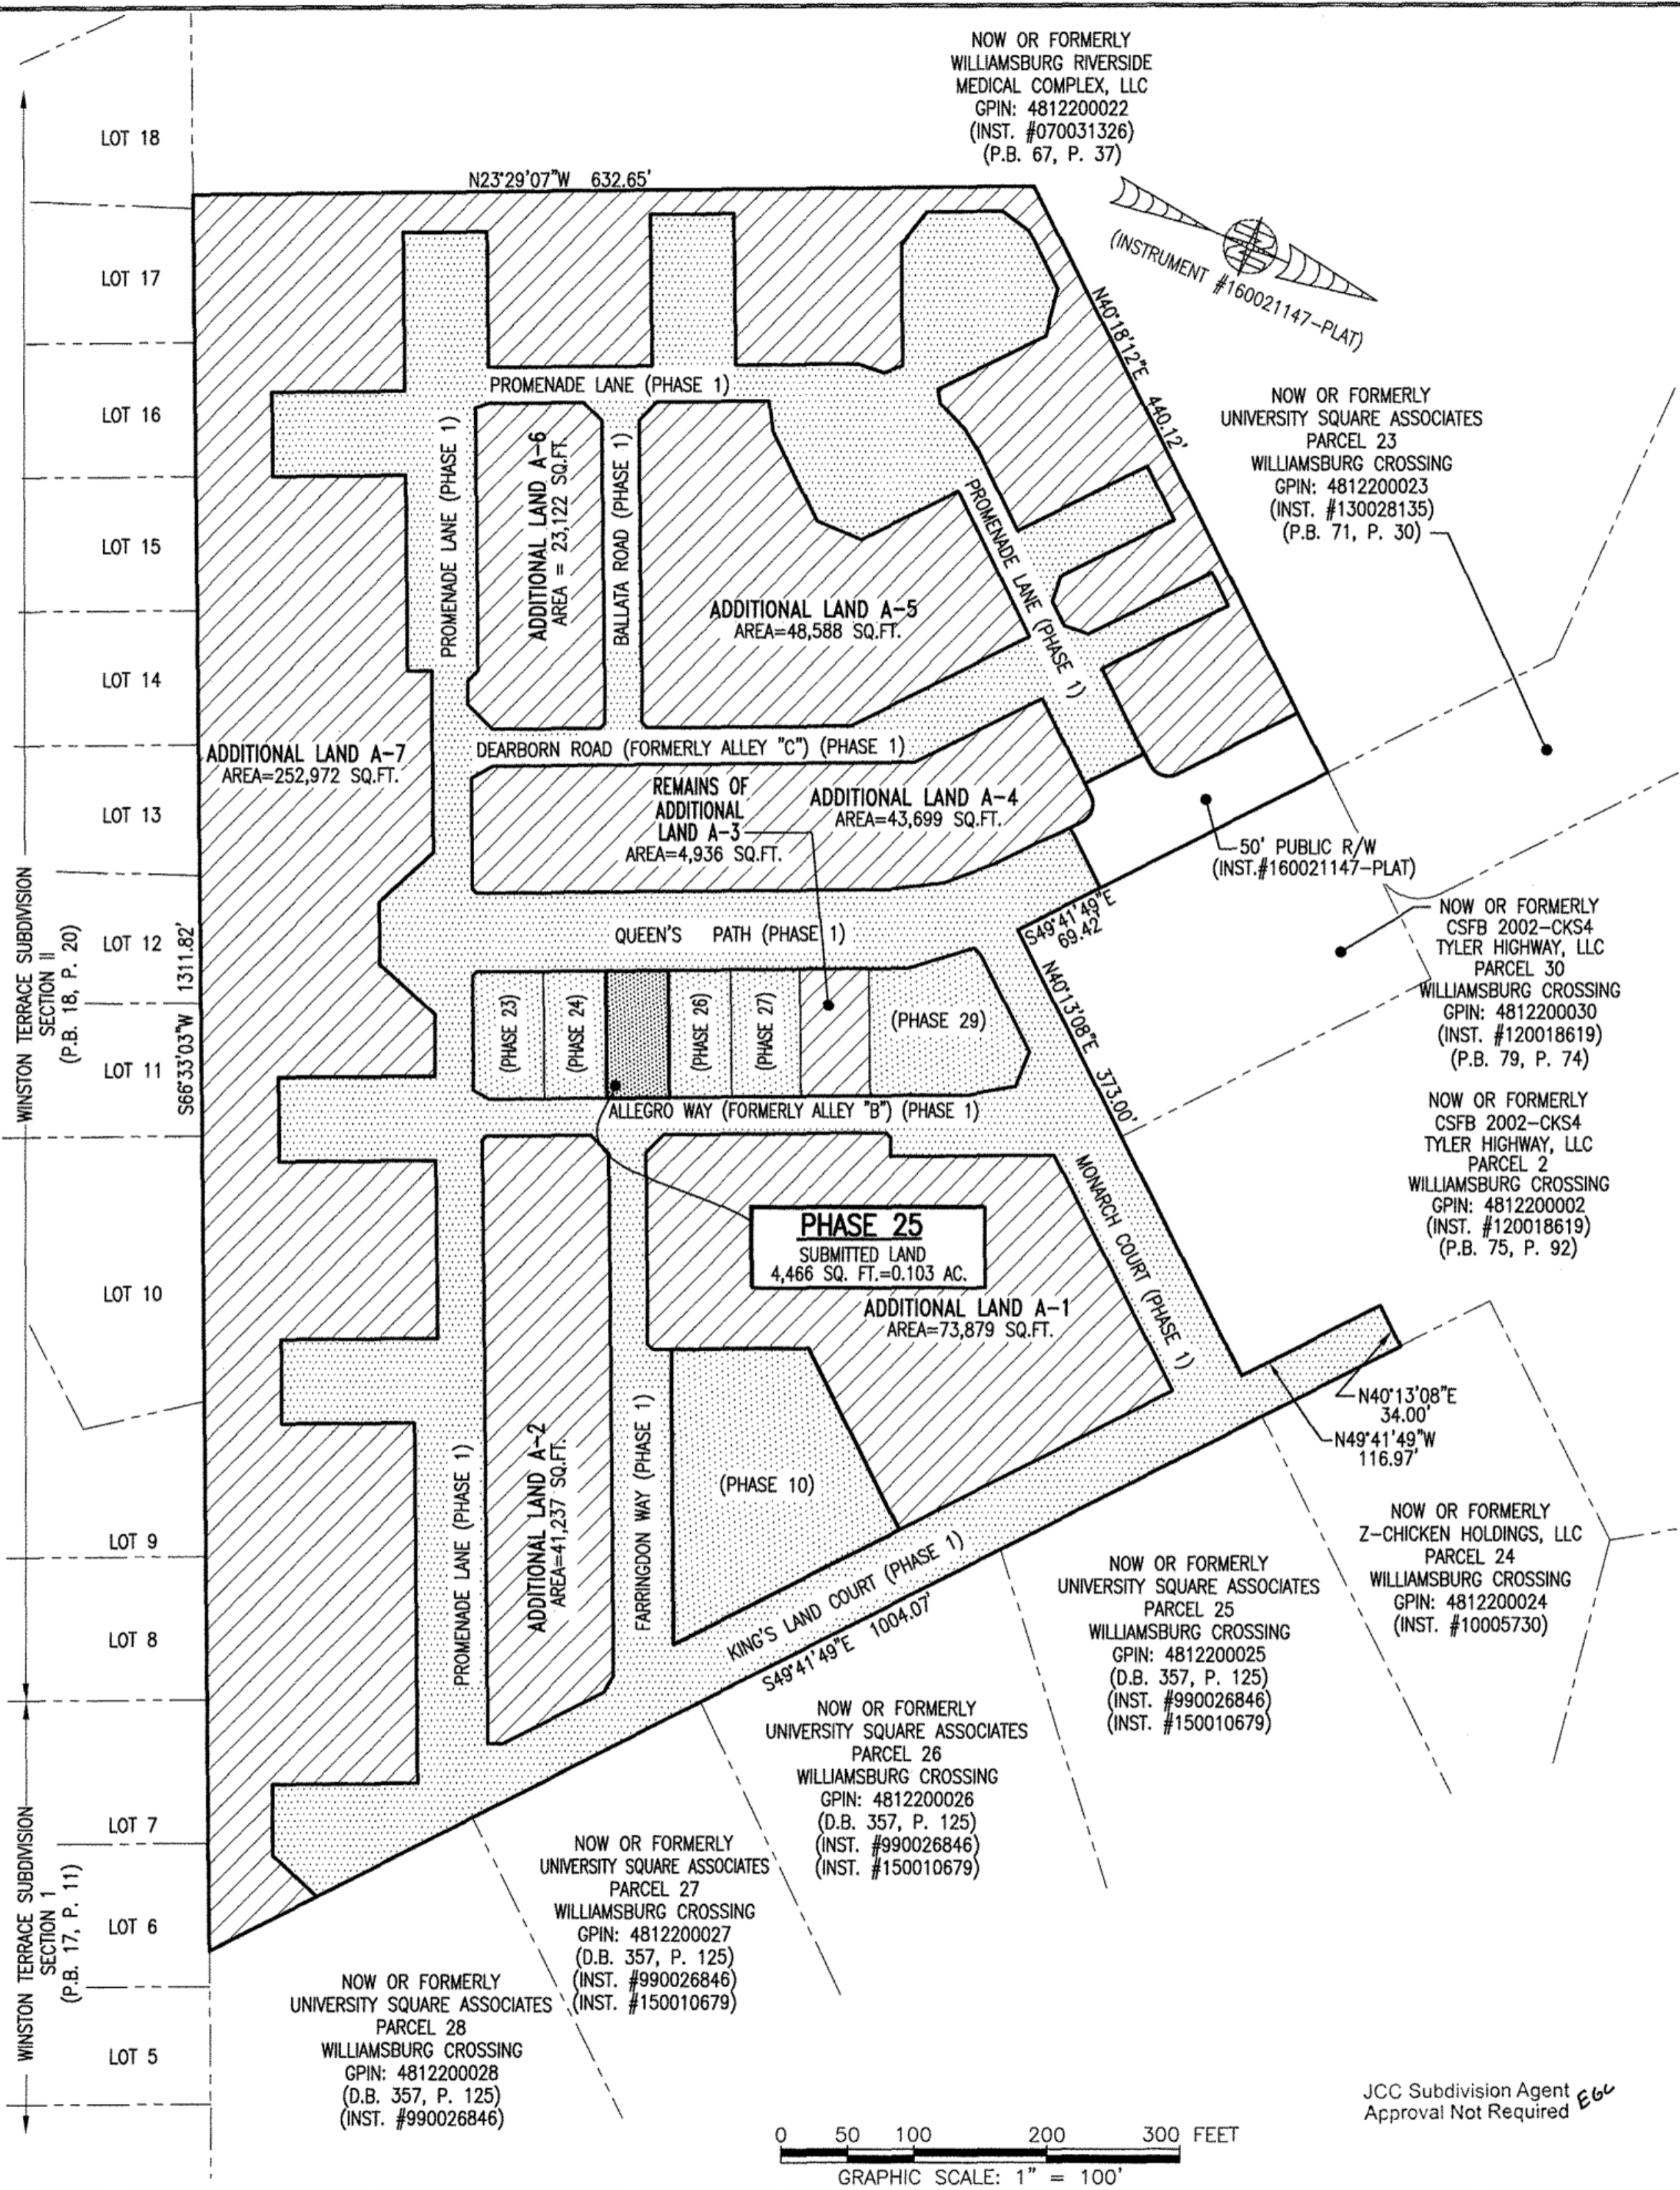 NOW OR FORMERLY
WILLIAMSBURG RIVERSIDE
MEDICAL COMPLEX, LLC
GPIN: 4812200022
(INST. #070031326)
(P.B. 67, P. 37)
N23°29'07"W 632.65'
(INSTRUMENT #160021147-PLAT)
N40°18'12"E 440.12'
NOW OR FORMERLY
UNIVERSITY SQUARE ASSOCIATES
PARCEL 23
WILLIAMSBURG CROSSING
GPIN: 4812200023
(INST. #130028135)
(P.B. 71, P. 30)
LOT 18
LOT 17
LOT 16
LOT 15
LOT 14
LOT 13
LOT 12
LOT 11
LOT 10
LOT 9
LOT 8
LOT 7
LOT 6
LOT 5
WINSTON TERRACE SUBDIVISION
SECTION II
(P.B. 18, P. 20)
S66°33'03"W 1311.82'
WINSTON TERRACE SUBDIVISION
SECTION 1
(P.B. 17, P. 11)
PROMENADE LANE (PHASE 1)
PROMENADE LANE (PHASE 1)
ADDITIONAL LAND A-6
AREA = 23,122 SQ.FT.
BALLATA ROAD (PHASE 1)
ADDITIONAL LAND A-5
AREA=48,588 SQ.FT.
PROMENADE LANE (PHASE 1)
ADDITIONAL LAND A-7
AREA=252,972 SQ.FT.
DEARBORN ROAD (FORMERLY ALLEY "C") (PHASE 1)
REMAINS OF
ADDITIONAL
LAND A-3
AREA=4,936 SQ.FT.
ADDITIONAL LAND A-4
AREA=43,699 SQ.FT.
50' PUBLIC R/W
(INST.#160021147-PLAT)
QUEEN'S PATH (PHASE 1)
S49°41'49"E
69.42'
N40°13'08"E 373.00'
NOW OR FORMERLY
CSFB 2002-CKS4
TYLER HIGHWAY, LLC
PARCEL 30
WILLIAMSBURG CROSSING
GPIN: 4812200030
(INST. #120018619)
(P.B. 79, P. 74)
(PHASE 23)
(PHASE 24)
(PHASE 26)
(PHASE 27)
(PHASE 29)
ALLEGRO WAY (FORMERLY ALLEY "B") (PHASE 1)
NOW OR FORMERLY
CSFB 2002-CKS4
TYLER HIGHWAY, LLC
PARCEL 2
WILLIAMSBURG CROSSING
GPIN: 4812200002
(INST. #120018619)
(P.B. 75, P. 92)
MONARCH COURT (PHASE 1)
PHASE 25
SUBMITTED LAND
4,466 SQ. FT.=0.103 AC.
ADDITIONAL LAND A-1
AREA=73,879 SQ.FT.
PROMENADE LANE (PHASE 1)
ADDITIONAL LAND A-2
AREA=41,237 SQ.FT.
FARRINGDON WAY (PHASE 1)
(PHASE 10)
KING'S LAND COURT (PHASE 1)
S49°41'49"E 1004.07'
N40°13'08"E
34.00'
N49°41'49"W
116.97'
NOW OR FORMERLY
Z-CHICKEN HOLDINGS, LLC
PARCEL 24
WILLIAMSBURG CROSSING
GPIN: 4812200024
(INST. #10005730)
NOW OR FORMERLY
UNIVERSITY SQUARE ASSOCIATES
PARCEL 25
WILLIAMSBURG CROSSING
GPIN: 4812200025
(D.B. 357, P. 125)
(INST. #990026846)
(INST. #150010679)
NOW OR FORMERLY
UNIVERSITY SQUARE ASSOCIATES
PARCEL 26
WILLIAMSBURG CROSSING
GPIN: 4812200026
(D.B. 357, P. 125)
(INST. #990026846)
(INST. #150010679)
NOW OR FORMERLY
UNIVERSITY SQUARE ASSOCIATES
PARCEL 27
WILLIAMSBURG CROSSING
GPIN: 4812200027
(D.B. 357, P. 125)
(INST. #990026846)
(INST. #150010679)
NOW OR FORMERLY
UNIVERSITY SQUARE ASSOCIATES
PARCEL 28
WILLIAMSBURG CROSSING
GPIN: 4812200028
(D.B. 357, P. 125)
(INST. #990026846)
JCC Subdivision Agent
Approval Not Required
0 50 100 200 300 FEET
GRAPHIC SCALE: 1" = 100'